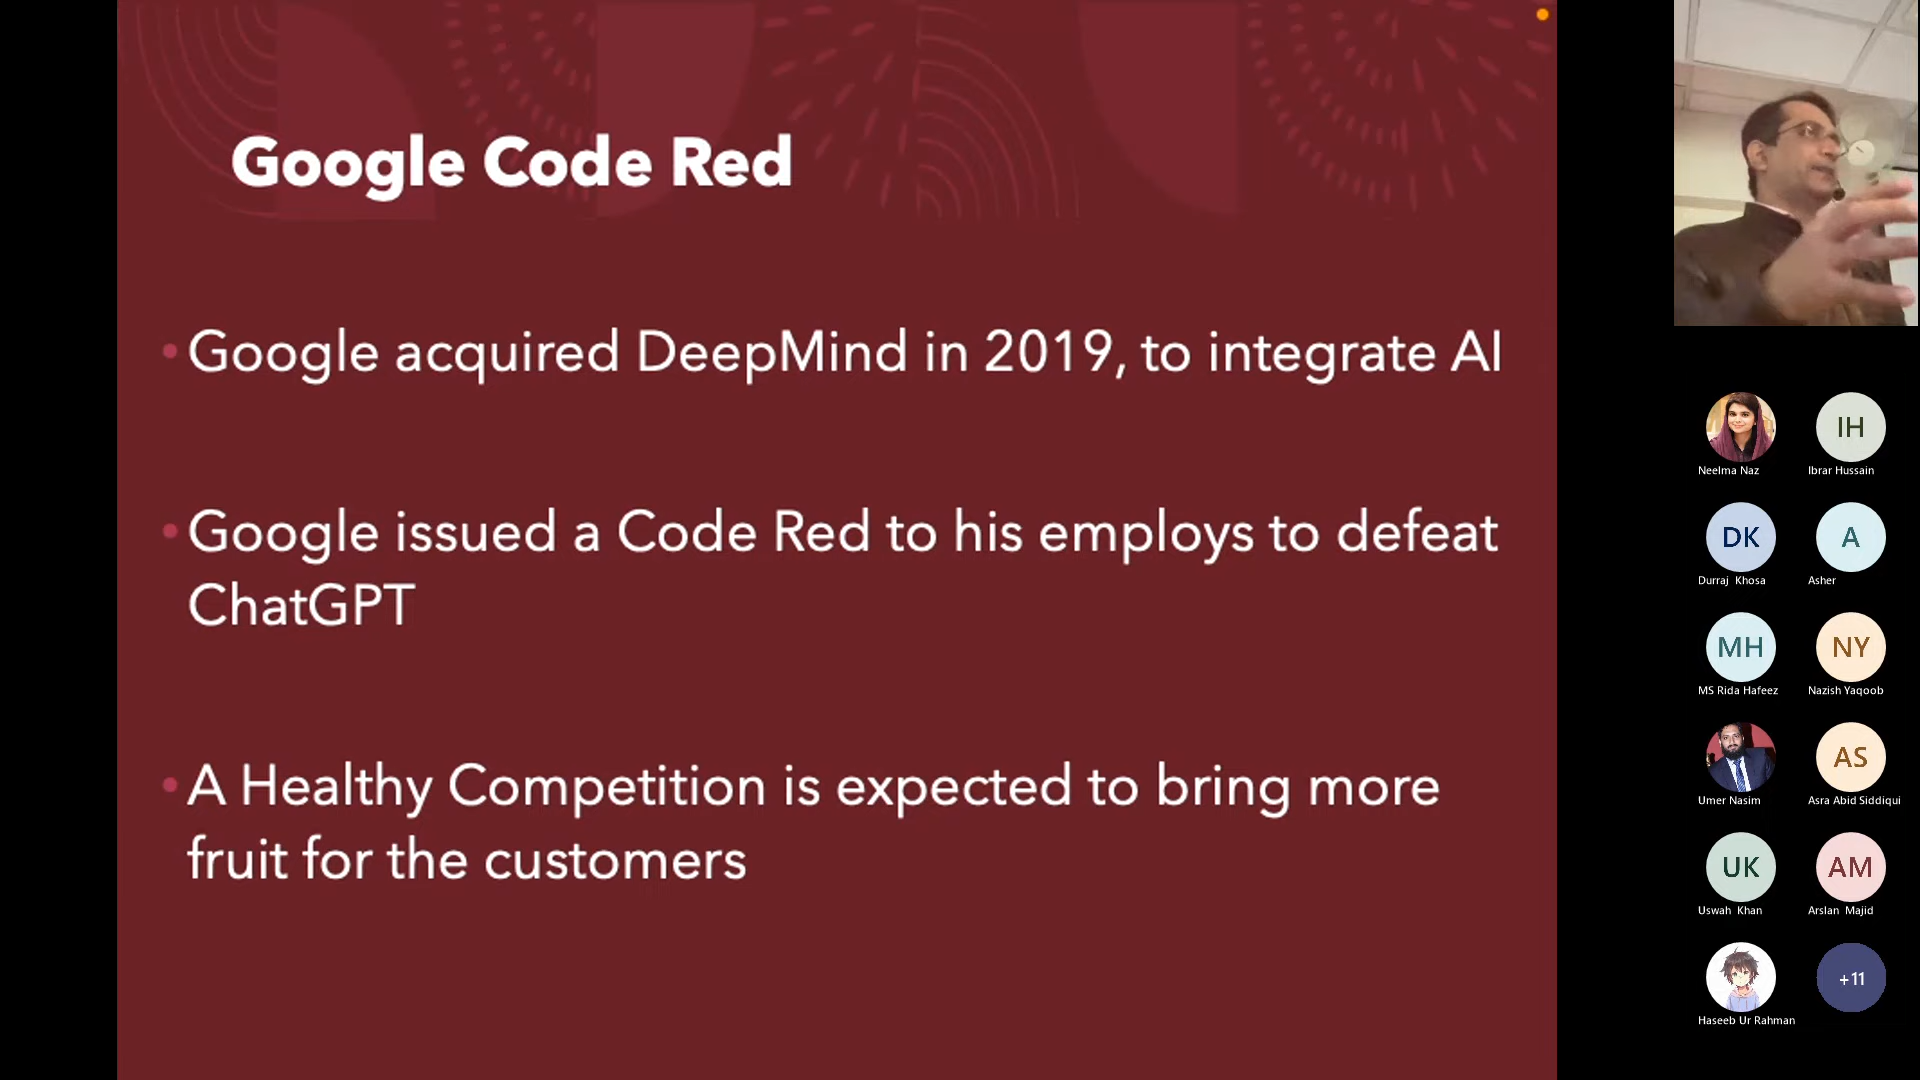 Google Code Red
Google acquired DeepMind in 2019, to integrate AI
Google issued a Code Red to his employs to defeat
ChatGPT
A Healthy Competition is expected to bring more
fruit for the customers
Neelma Naz
IH
Ibrar Hussain
DK
Durraj Khosa
A
Asher
MH
MS Rida Hafeez
NY
Nazish Yaqoob
Umer Nasim
AS
Asra Abid Siddiqui
UK
Uswah Khan
AM
Arslan Majid
Haseeb Ur Rahman
+11